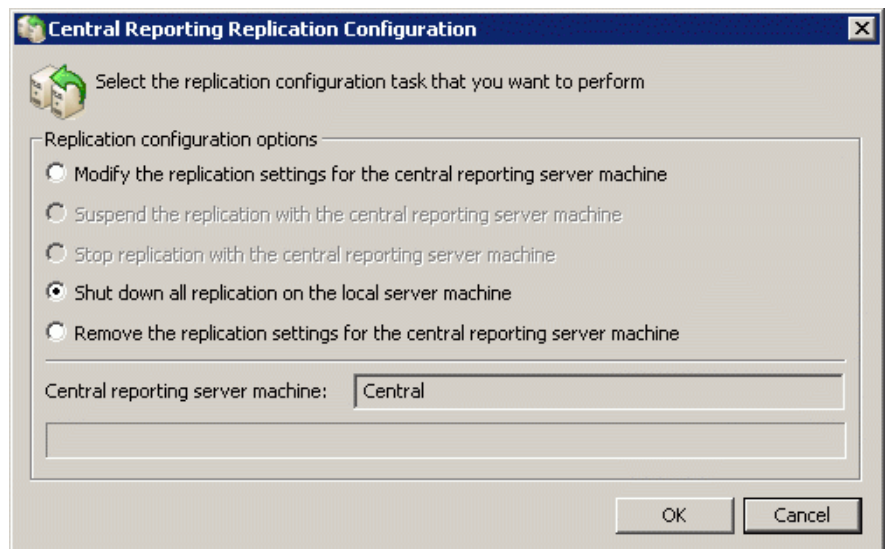 Central Reporting Replication Configuration
Select the replication configuration task that you want to perform
Replication configuration options
Modify the replication settings for the central reporting server machine
Suspend the replication with the central reporting server machine
Stop replication with the central reporting server machine
Shut down all replication on the local server machine
Remove the replication settings for the central reporting server machine
Central reporting server machine: Central
OK Cancel